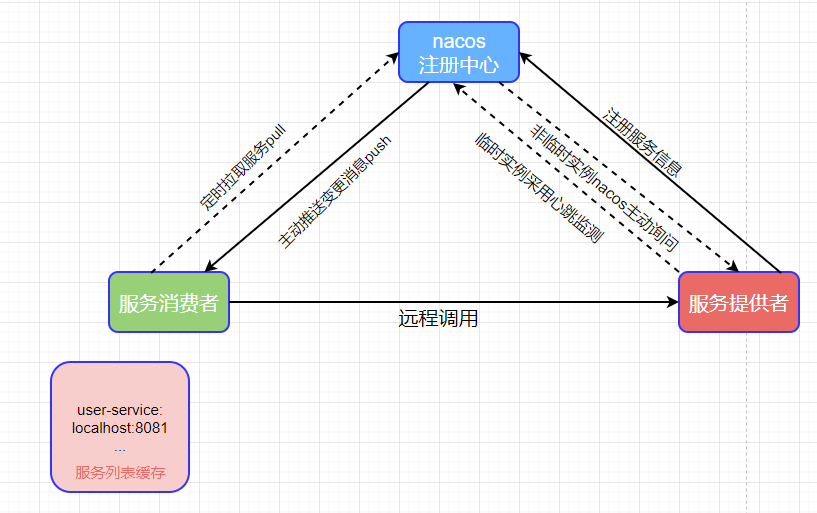 nacos
注册中心
定时拉取服务pull
主动推送变更消息push
注册服务信息
非临时实例nacos主动询问
临时实例采用心跳监测
服务消费者
服务提供者
远程调用
user-service:
localhost:8081
...
服务列表缓存